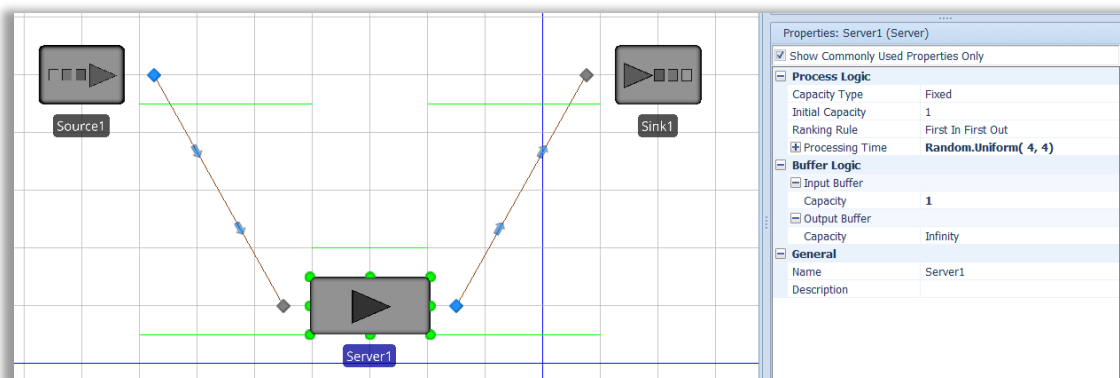 Source1
Sink1
Server1
Properties: Server1 (Server)
Show Commonly Used Properties Only
Process Logic
Capacity Type Fixed
Initial Capacity 1
Ranking Rule First In First Out
Processing Time Random.Uniform( 4, 4)
Buffer Logic
Input Buffer
Capacity 1
Output Buffer
Capacity Infinity
General
Name Server1
Description